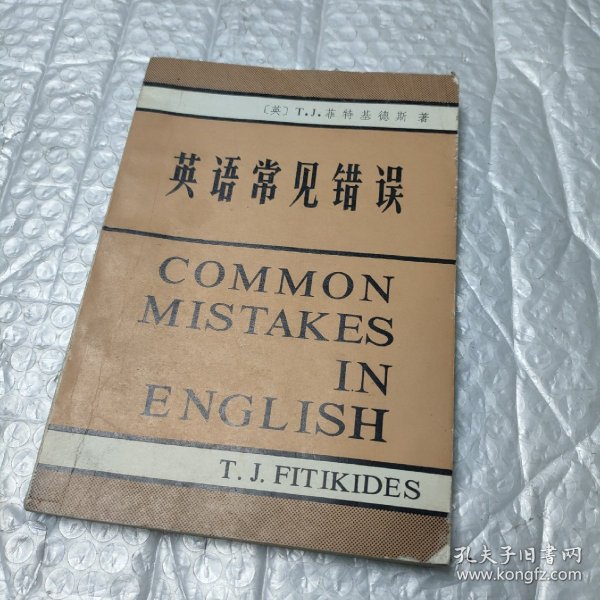 〔英〕T.J.菲特基德斯 著
英语常见错误
COMMON
MISTAKES
IN
ENGLISH
T. J. FITIKIDES
孔夫子旧书网
www.kongfz.com